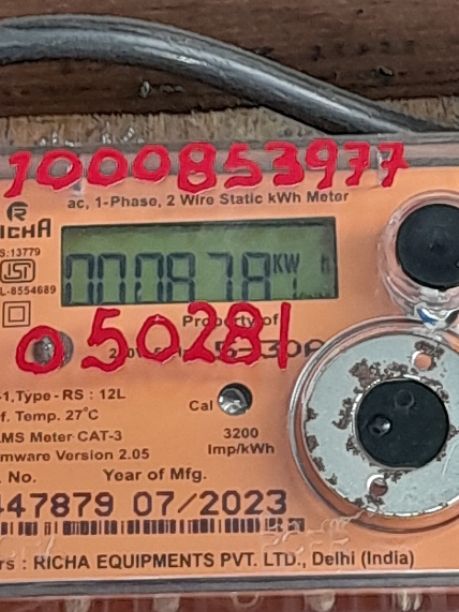 1000853977
ac, 1-Phase, 2 Wire Static kWh Meter
RICHA
IS:13779
L-8554689
000878 KW h
Property of
050281
-1, Type - RS : 12L
f. Temp. 27°C
MS Meter CAT-3
mware Version 2.05
Cal
3200
Imp/kWh
. No. Year of Mfg.
447879 07/2023
rs : RICHA EQUIPMENTS PVT. LTD., Delhi (India)